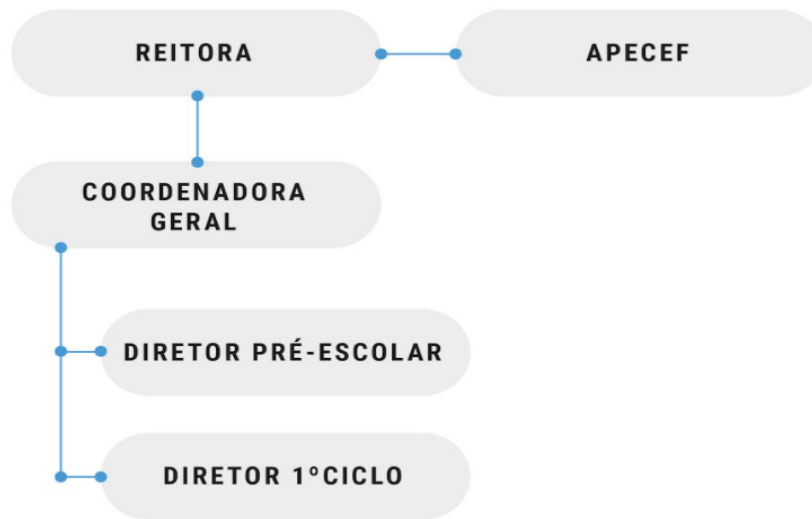 REITORA
APECEF
COORDENADORA
GERAL
DIRETOR PRÉ-ESCOLAR
DIRETOR 1ºCICLO